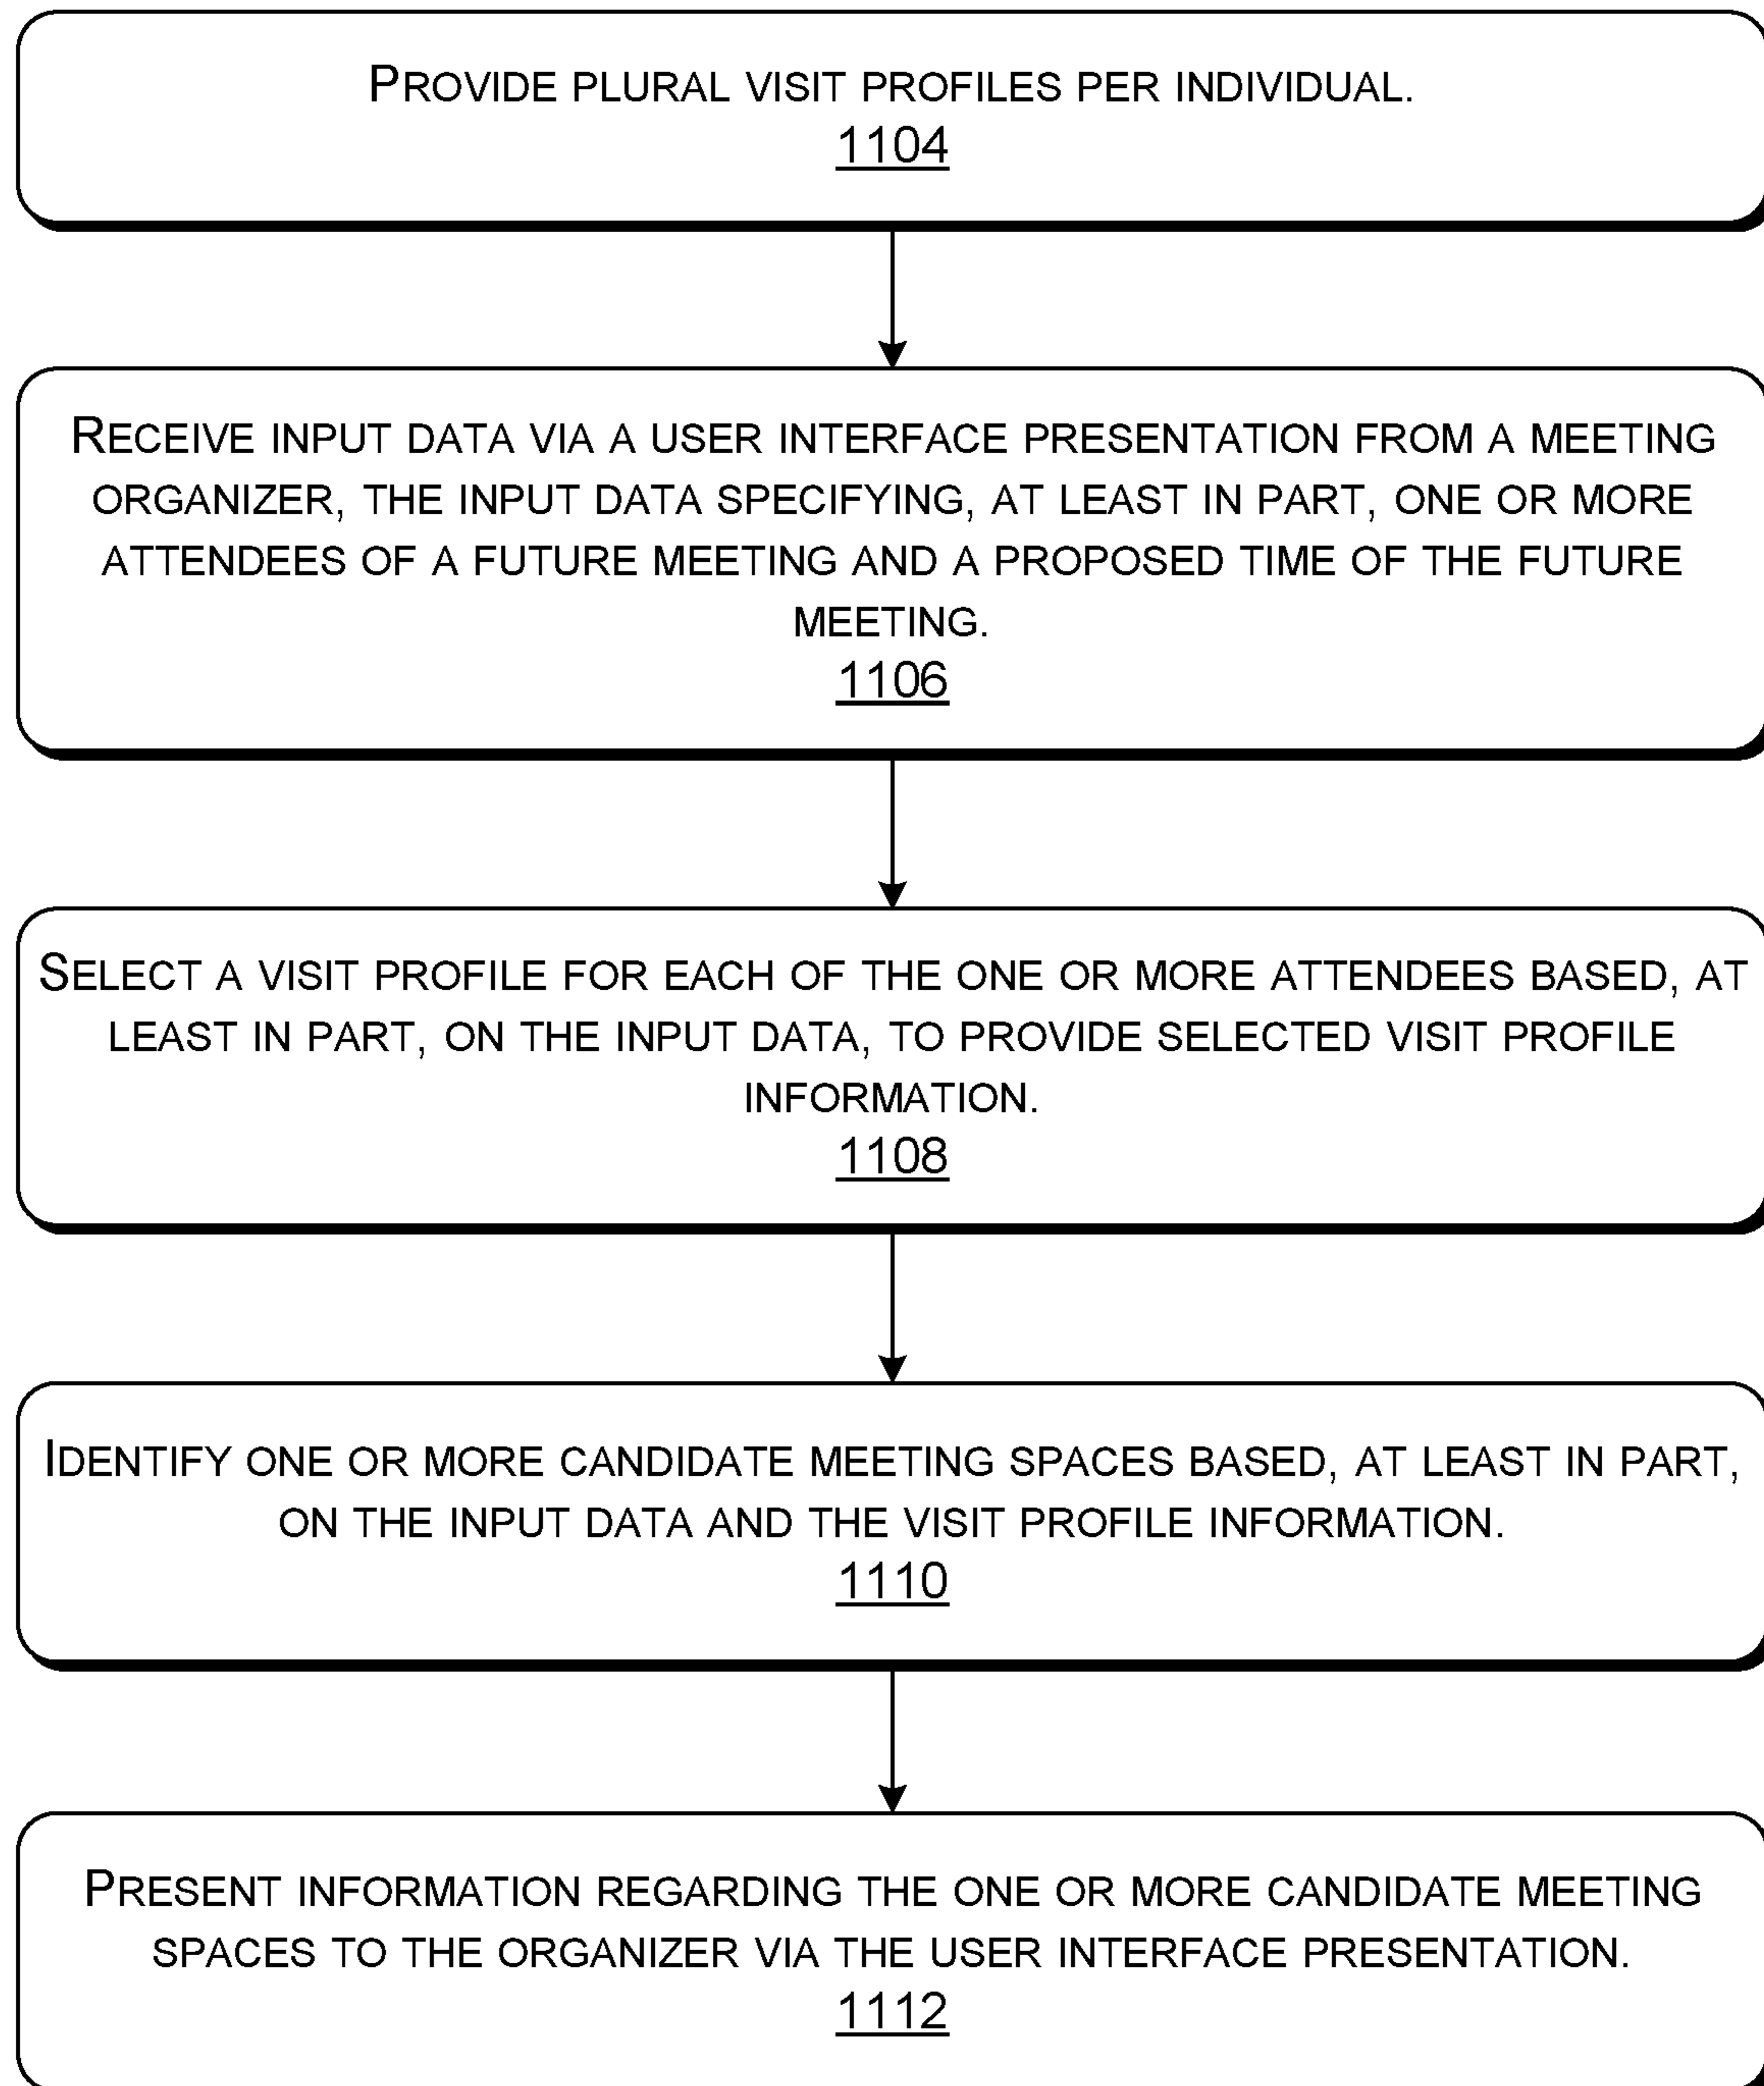 PROVIDE PLURAL VISIT PROFILES PER INDIVIDUAL.
1104
RECEIVE INPUT DATA VIA A USER INTERFACE PRESENTATION FROM A MEETING
ORGANIZER, THE INPUT DATA SPECIFYING, AT LEAST IN PART, ONE OR MORE
ATTENDEES OF A FUTURE MEETING AND A PROPOSED TIME OF THE FUTURE
MEETING.
1106
SELECT A VISIT PROFILE FOR EACH OF THE ONE OR MORE ATTENDEES BASED, AT
LEAST IN PART, ON THE INPUT DATA, TO PROVIDE SELECTED VISIT PROFILE
INFORMATION.
1108
IDENTIFY ONE OR MORE CANDIDATE MEETING SPACES BASED, AT LEAST IN PART,
ON THE INPUT DATA AND THE VISIT PROFILE INFORMATION.
1110
PRESENT INFORMATION REGARDING THE ONE OR MORE CANDIDATE MEETING
SPACES TO THE ORGANIZER VIA THE USER INTERFACE PRESENTATION.
1112